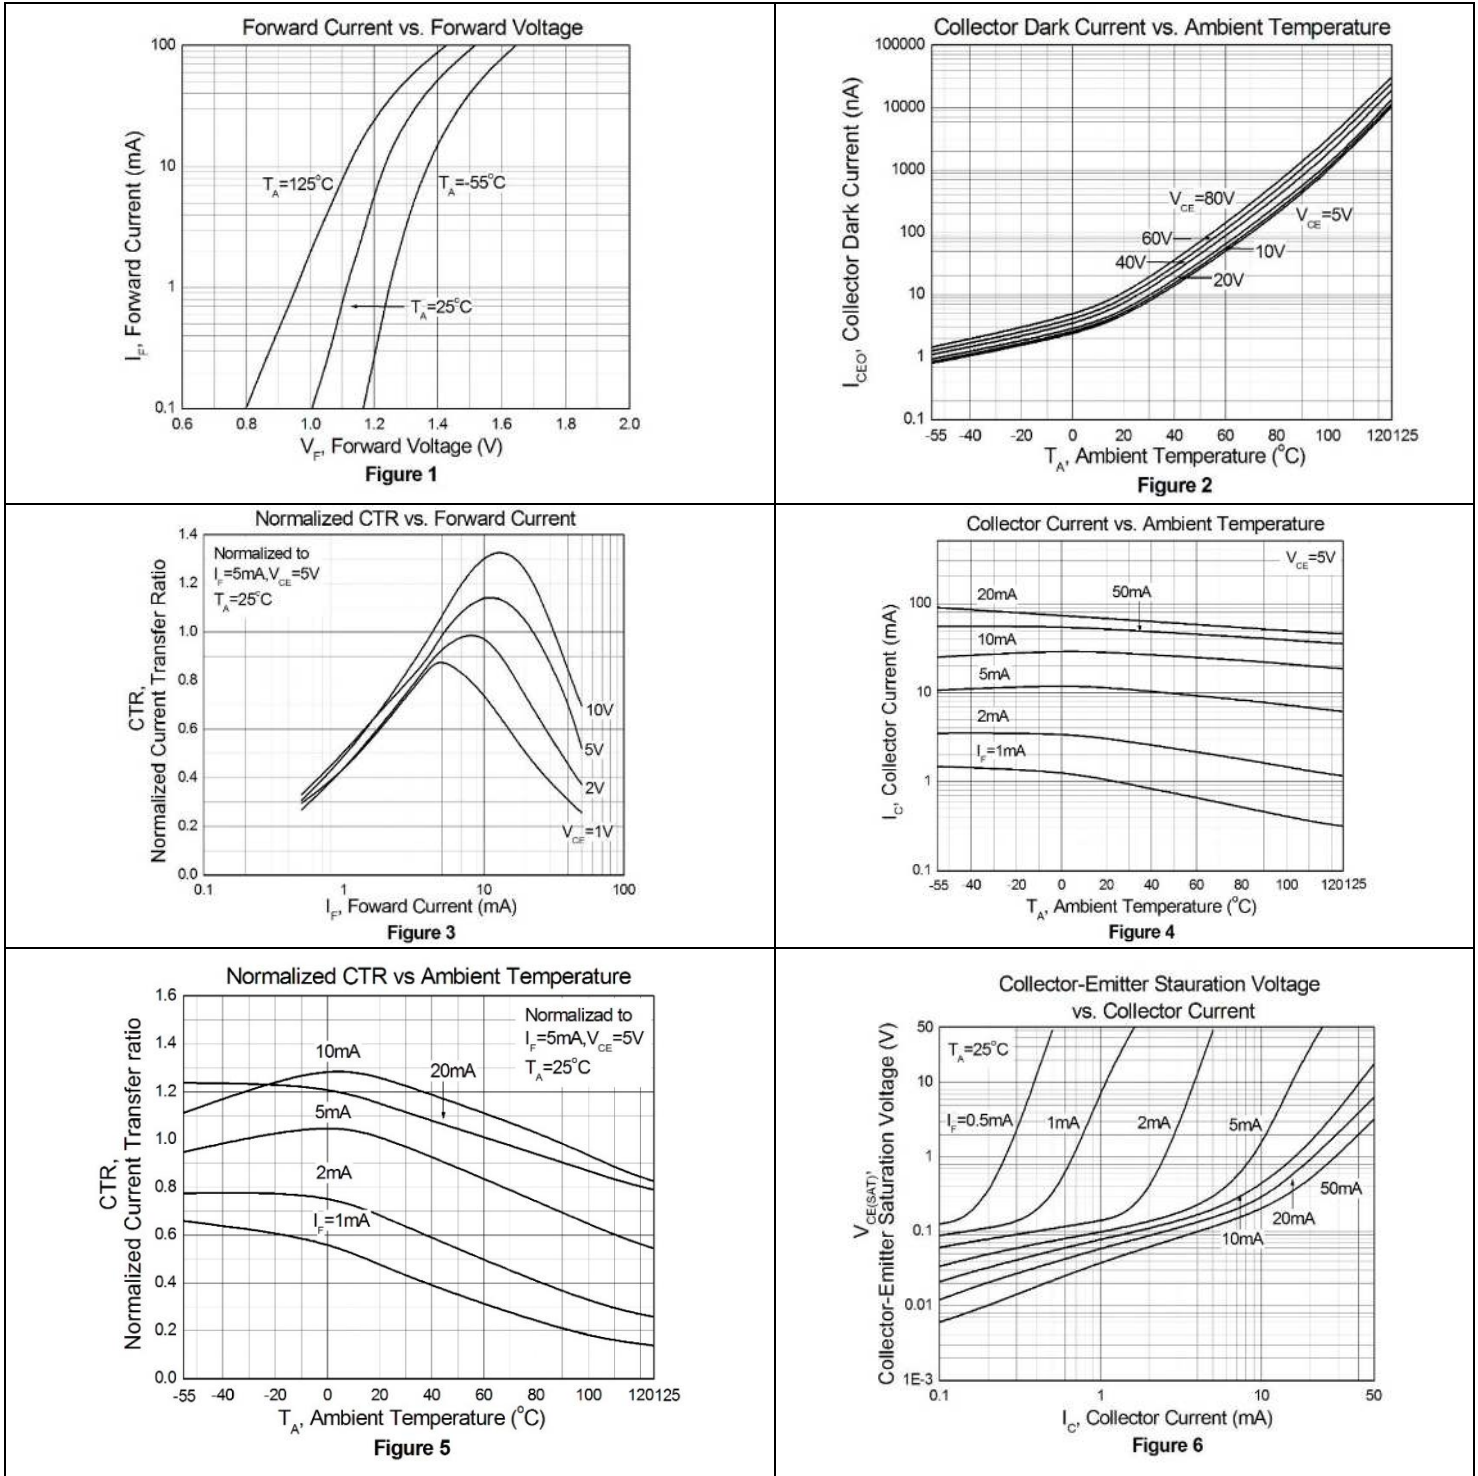 Forward Current vs. Forward Voltage
100
10
1
0.1
I_F, Forward Current (mA)
T_A=125°C
T_A=-55°C
T_A=25°C
0.6 0.8 1.0 1.2 1.4 1.6 1.8 2.0
V_F, Forward Voltage (V)
Figure 1
Collector Dark Current vs. Ambient Temperature
100000
10000
1000
100
10
1
0.1
I_CEO, Collector Dark Current (nA)
V_CE=80V
60V
40V
V_CE=5V
10V
20V
-55 -40 -20 0 20 40 60 80 100 120 125
T_A, Ambient Temperature (°C)
Figure 2
Normalized CTR vs. Forward Current
1.4
1.2
1.0
0.8
0.6
0.4
0.2
0.0
CTR,
Normalized Current Transfer Ratio
Normalized to
I_F=5mA,V_CE=5V
T_A=25°C
10V
5V
2V
V_CE=1V
0.1 1 10 100
I_F, Foward Current (mA)
Figure 3
Collector Current vs. Ambient Temperature
V_CE=5V
100
10
1
0.1
I_C, Collector Current (mA)
20mA
50mA
10mA
5mA
2mA
I_F=1mA
-55 -40 -20 0 20 40 60 80 100 120 125
T_A, Ambient Temperature (°C)
Figure 4
Normalized CTR vs Ambient Temperature
1.6
1.4
1.2
1.0
0.8
0.6
0.4
0.2
0.0
CTR,
Normalized Current Transfer ratio
Normalizad to
I_F=5mA,V_CE=5V
T_A=25°C
10mA
20mA
5mA
2mA
I_F=1mA
-55 -40 -20 0 20 40 60 80 100 120 125
T_A, Ambient Temperature (°C)
Figure 5
Collector-Emitter Stauration Voltage
vs. Collector Current
50
10
1
0.1
0.01
1E-3
V_CE(SAT),
Collector-Emitter Saturation Voltage (V)
T_A=25°C
I_F=0.5mA
1mA
2mA
5mA
50mA
20mA
10mA
0.1 1 10 50
I_C, Collector Current (mA)
Figure 6